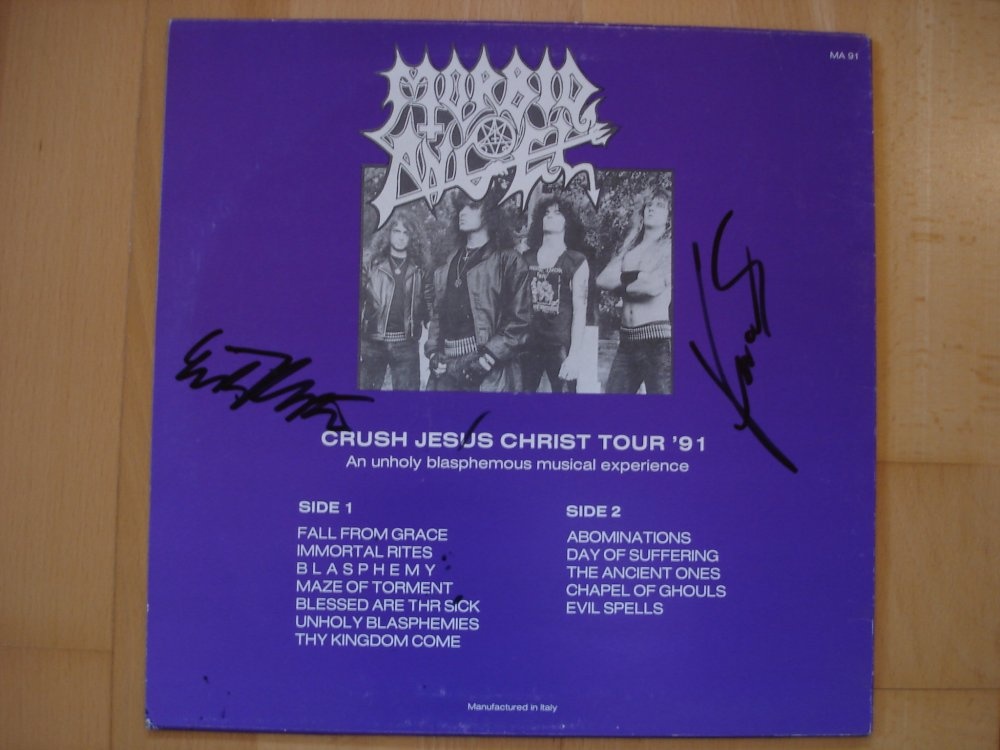 MA 91
MORBID
ANGEL
CRUSH JESUS CHRIST TOUR '91
An unholy blasphemous musical experience
SIDE 1
FALL FROM GRACE
IMMORTAL RITES
BLASPHEMY
MAZE OF TORMENT
BLESSED ARE THR SICK
UNHOLY BLASPHEMIES
THY KINGDOM COME
SIDE 2
ABOMINATIONS
DAY OF SUFFERING
THE ANCIENT ONES
CHAPEL OF GHOULS
EVIL SPELLS
Manufactured in Italy